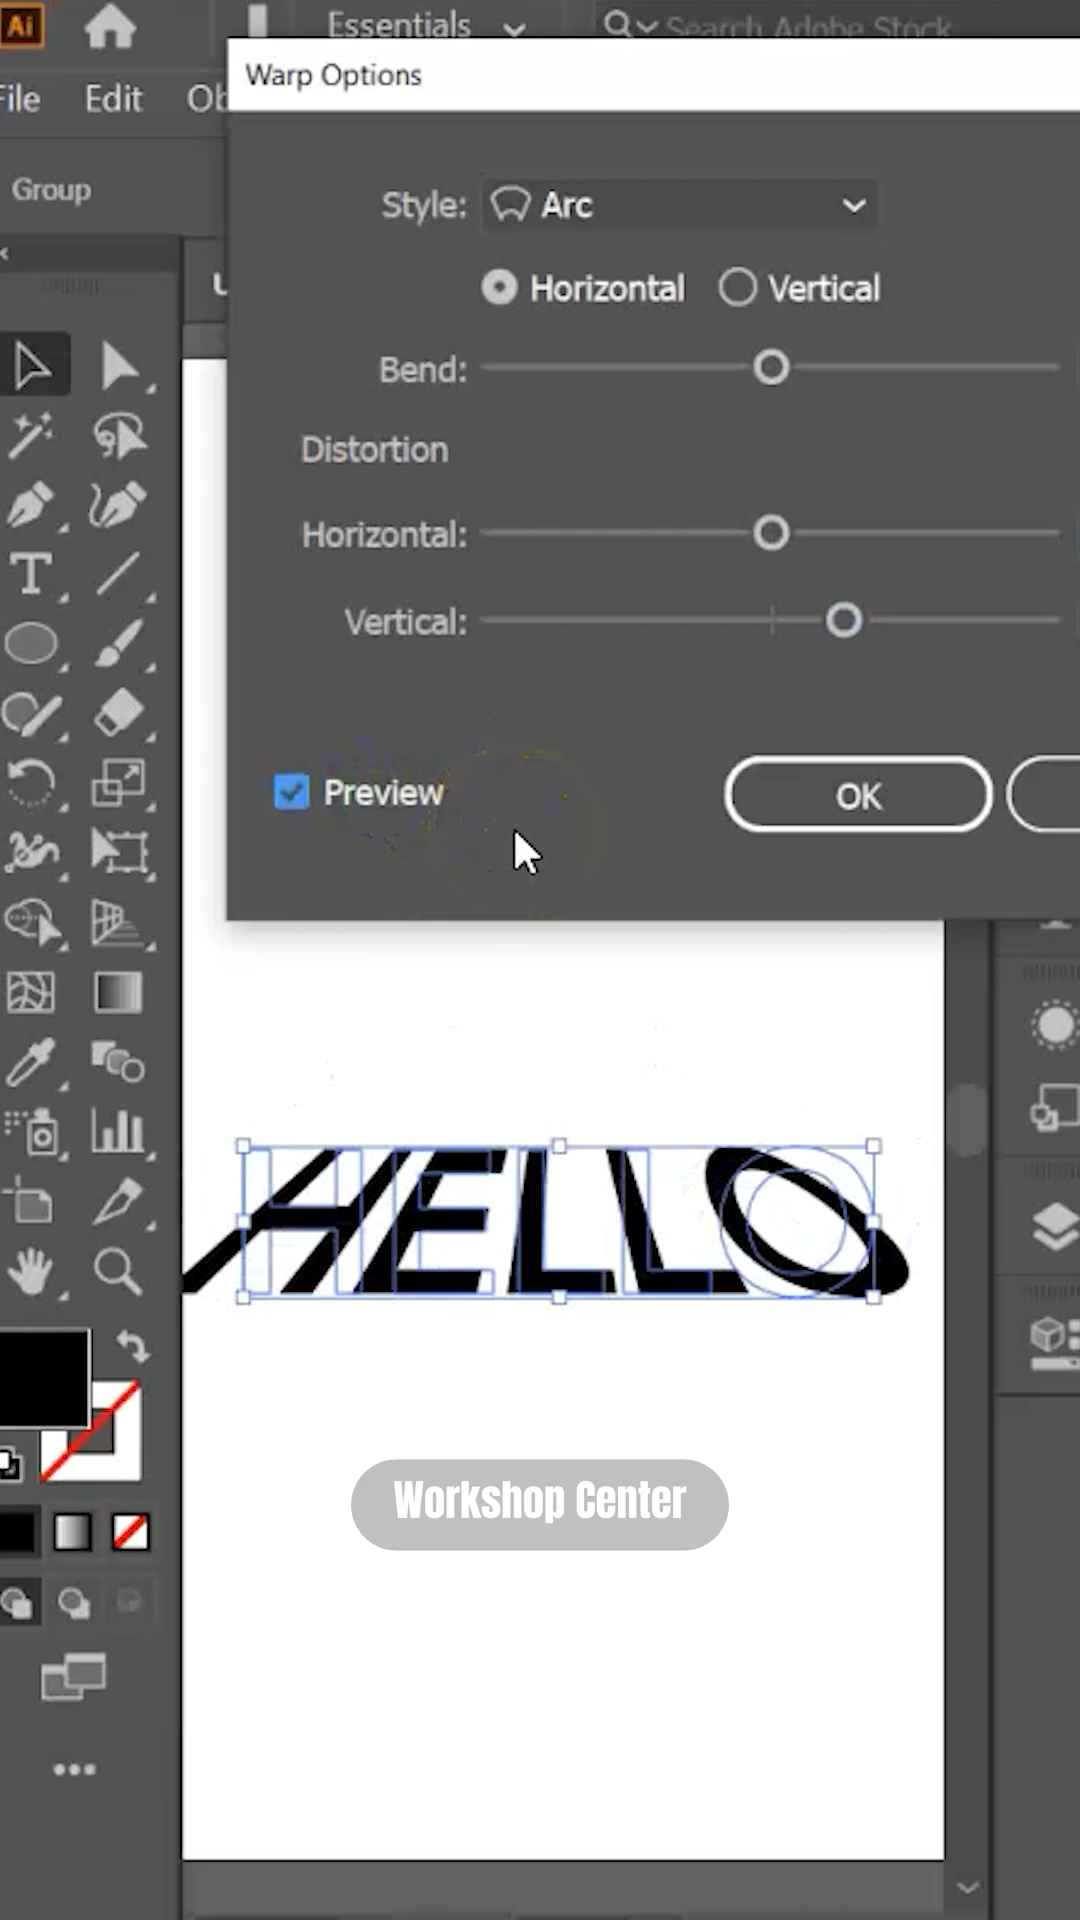 Ai
Essentials
Search Adobe Stock
Warp Options
File Edit Ob
Group
Style: Arc
Horizontal Vertical
Bend:
Distortion
Horizontal:
Vertical:
Preview
OK
T
HELLO
Workshop Center